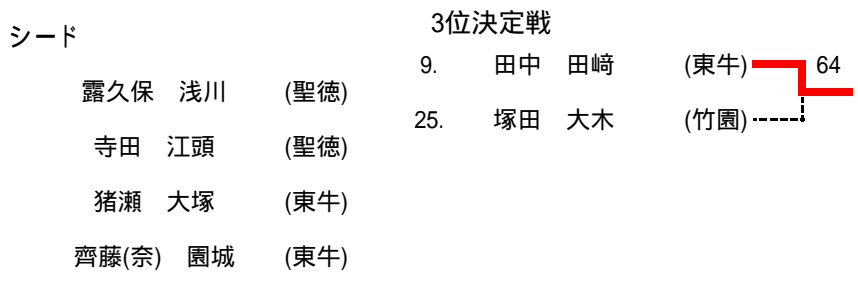 シード
露久保　浅川　(聖徳)
寺田　江頭　(聖徳)
猪瀬　大塚　(東牛)
齊藤(奈)　園城　(東牛)
3位決定戦
9.　田中　田﨑　(東牛)　64
25.　塚田　大木　(竹園)